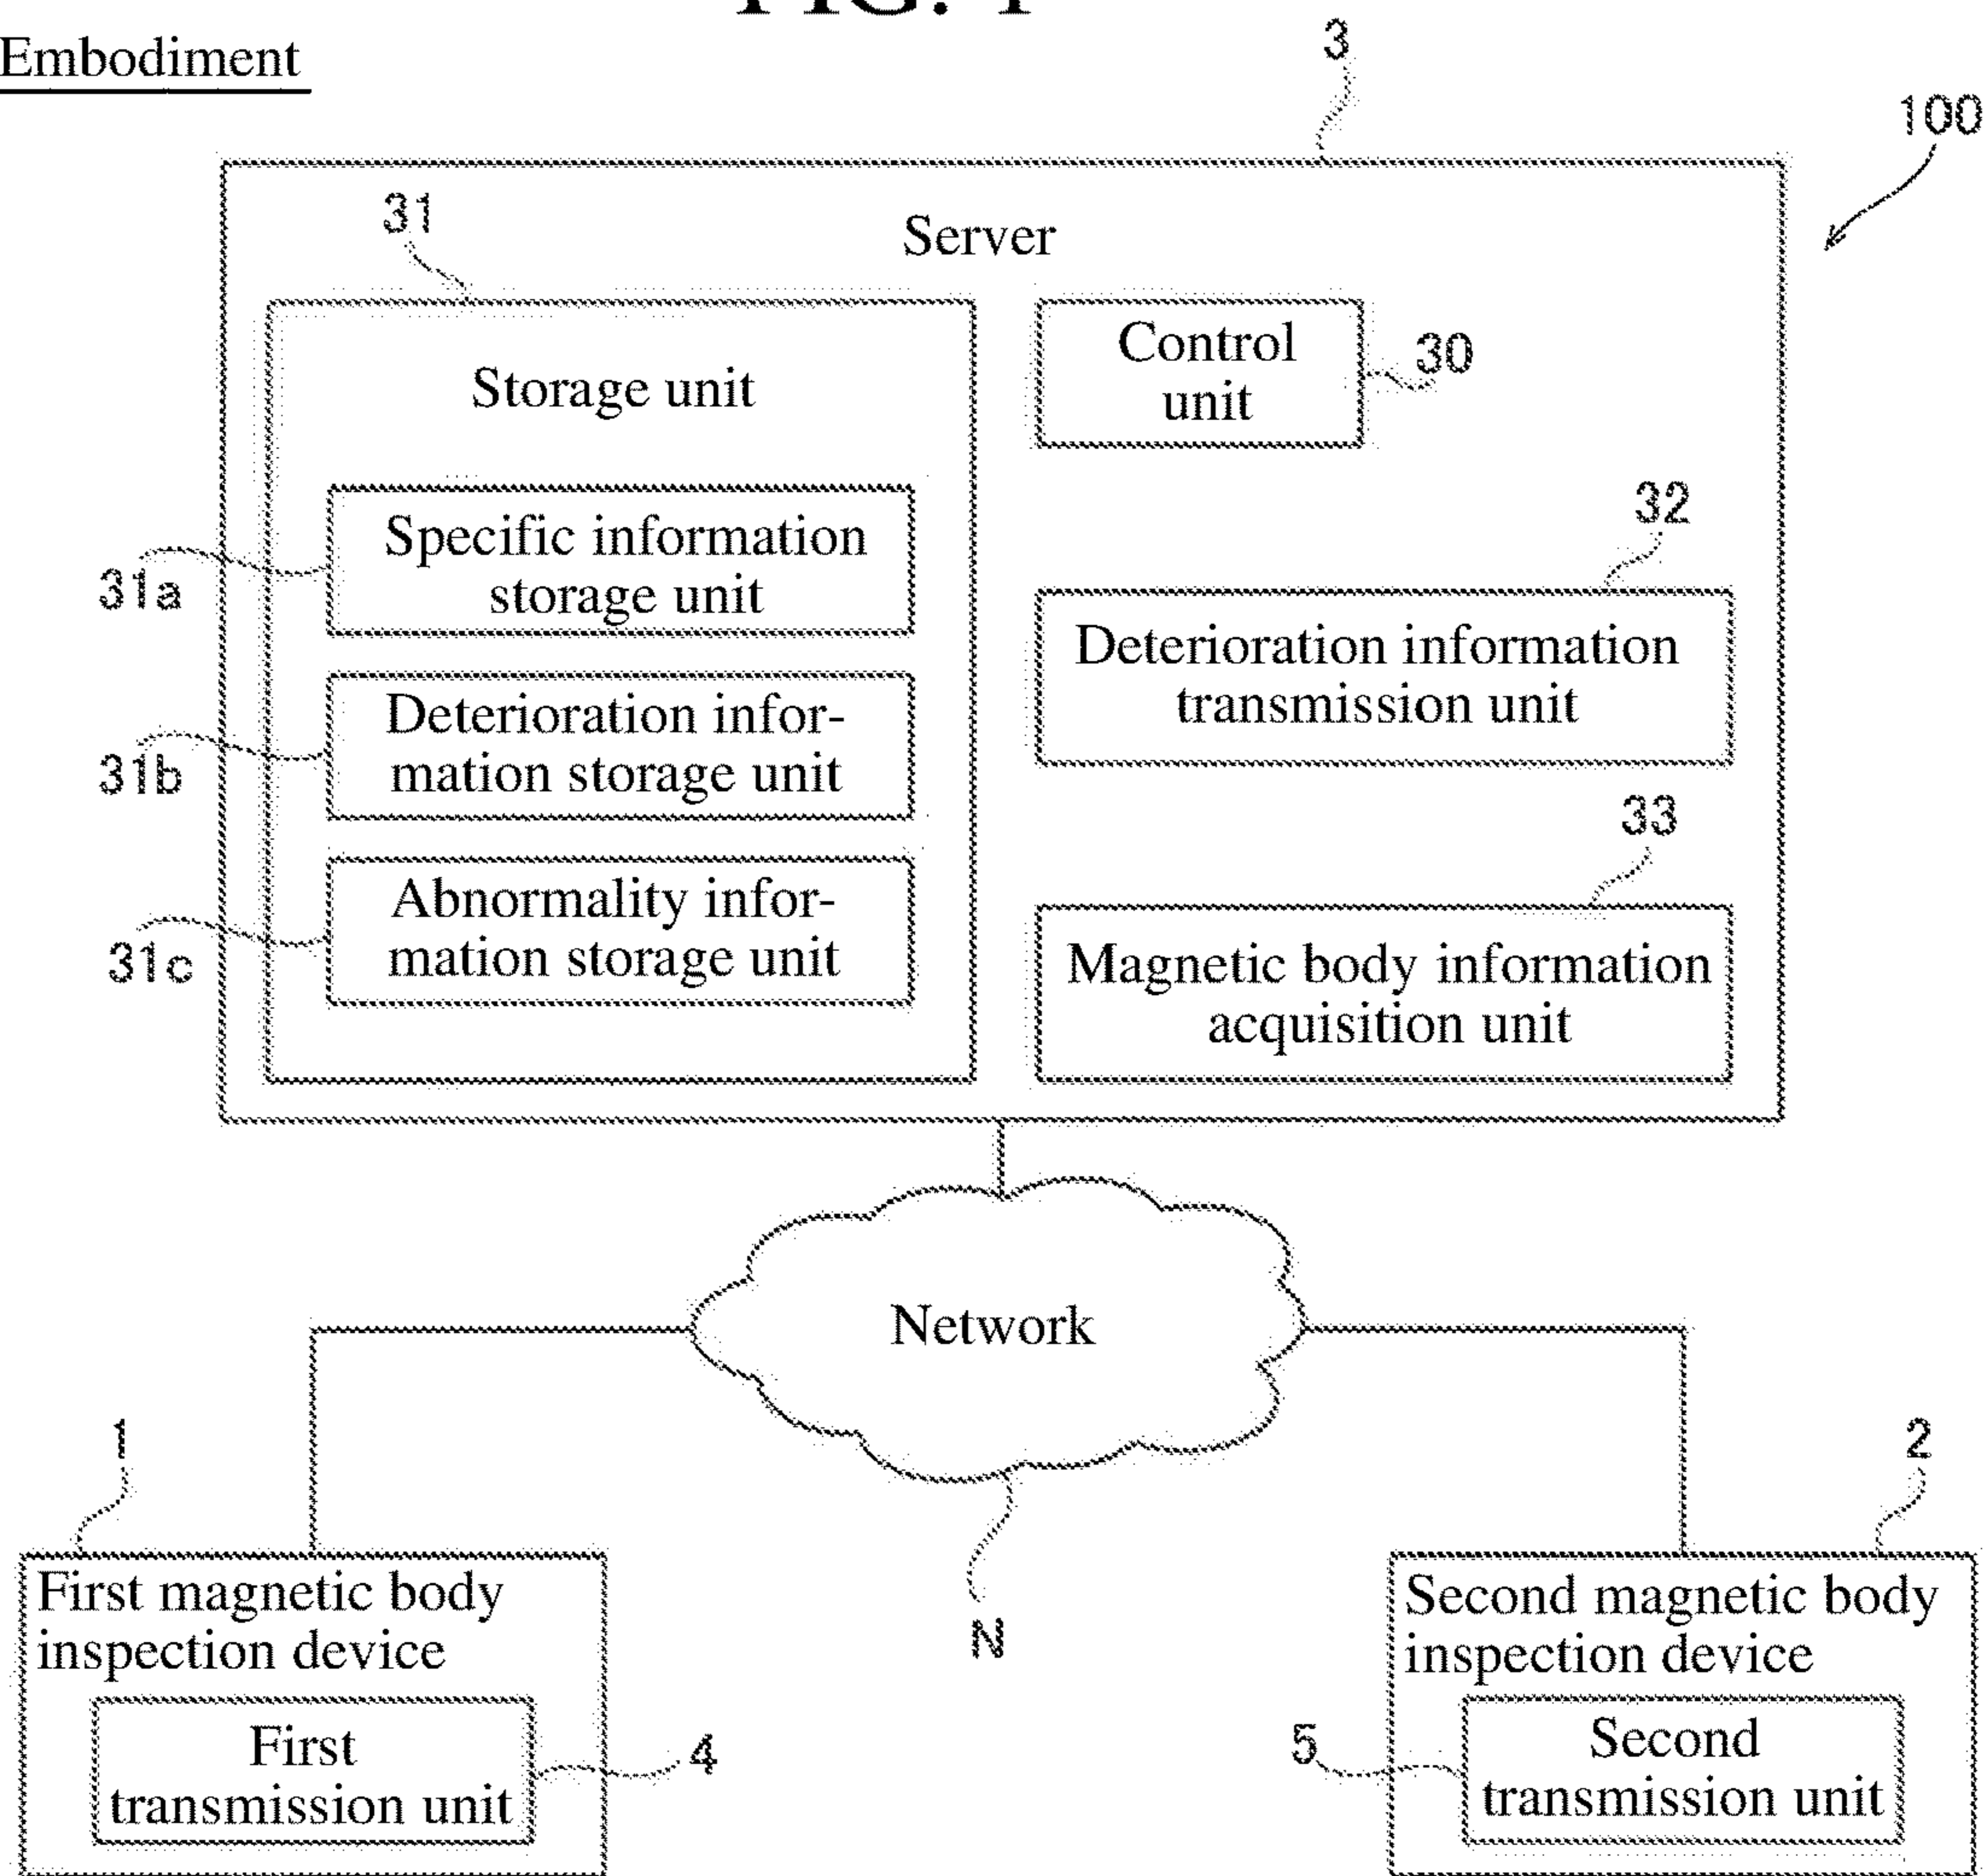 FIG. 1
Embodiment
3
100
31
Server
Control
unit
30
Storage unit
32
Specific information
storage unit
31a
Deterioration information
transmission unit
Deterioration infor-
mation storage unit
31b
33
Abnormality infor-
mation storage unit
31c
Magnetic body information
acquisition unit
Network
1
2
N
First magnetic body
inspection device
First
transmission unit
4
Second magnetic body
inspection device
5
Second
transmission unit